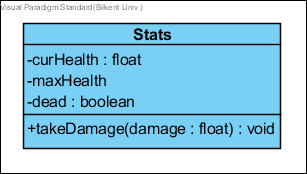 Visual Paradigm Standard(Bilkent Univ.)
Stats
-curHealth : float
-maxHealth
-dead : boolean
+takeDamage(damage : float) : void